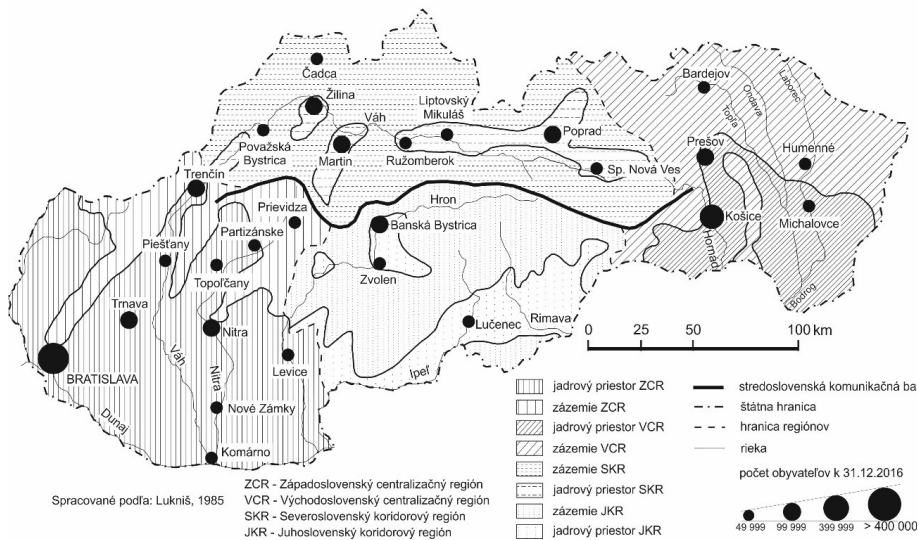 Čadca
Žilina
Považská
Bystrica
Váh
Martin
Liptovský
Mikuláš
Ružomberok
Poprad
Sp. Nová Ves
Bardejov
Topľa
Ondava
Laborec
Prešov
Humenné
Košice
Michalovce
Hornád
Bodrog
Trenčín
Prievidza
Partizánske
Piešťany
Topoľčany
Hron
Banská Bystrica
Zvolen
Trnava
Nitra
Lučenec
Rimava
BRATISLAVA
Váh
Nitra
Levice
Ipeľ
Dunaj
Nové Zámky
Komárno
0 25 50 100 km
jadrový priestor ZCR
zázemie ZCR
jadrový priestor VCR
zázemie VCR
zázemie SKR
jadrový priestor SKR
zázemie JKR
jadrový priestor JKR
stredoslovenská komunikačná ba
štátna hranica
hranica regiónov
rieka
počet obyvateľov k 31.12.2016
49 999 99 999 399 999 > 400 000
Spracované podľa: Lukniš, 1985
ZCR - Západoslovenský centralizačný región
VCR - Východoslovenský centralizačný región
SKR - Severoslovenský koridorový región
JKR - Juhoslovenský koridorový región